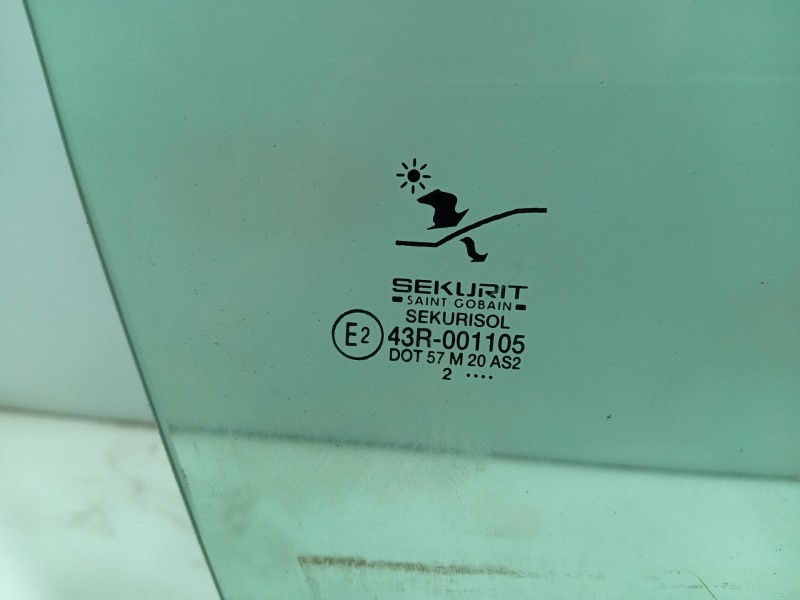 SEKURIT
SAINT-GOBAIN
SEKURISOL
E2 43R-001105
DOT 57 M 20 AS2
2 ....